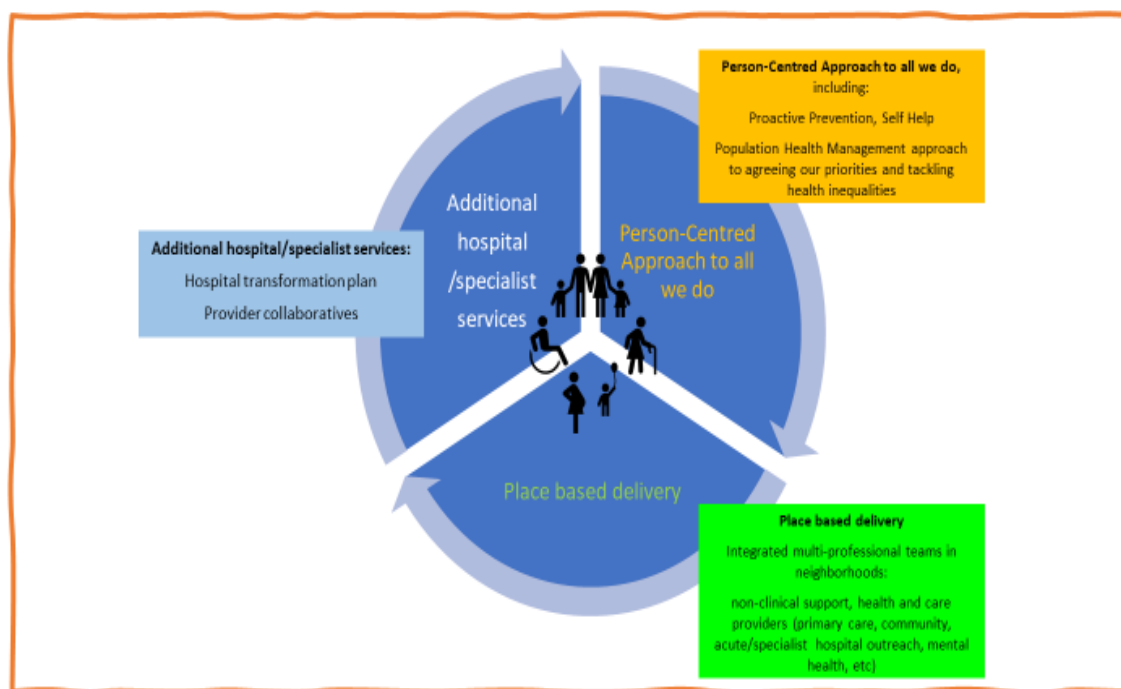 Person-Centred Approach to all we do,
including:
Proactive Prevention, Self Help
Population Health Management approach
to agreeing our priorities and tackling
health inequalities
Additional
hospital
/specialist
services
Person-Centred
Approach to all
we do
Additional hospital/specialist services:
Hospital transformation plan
Provider collaboratives
Place based delivery
Place based delivery
Integrated multi-professional teams in
neighborhoods:
non-clinical support, health and care
providers (primary care, community,
acute/specialist hospital outreach, mental
health, etc)